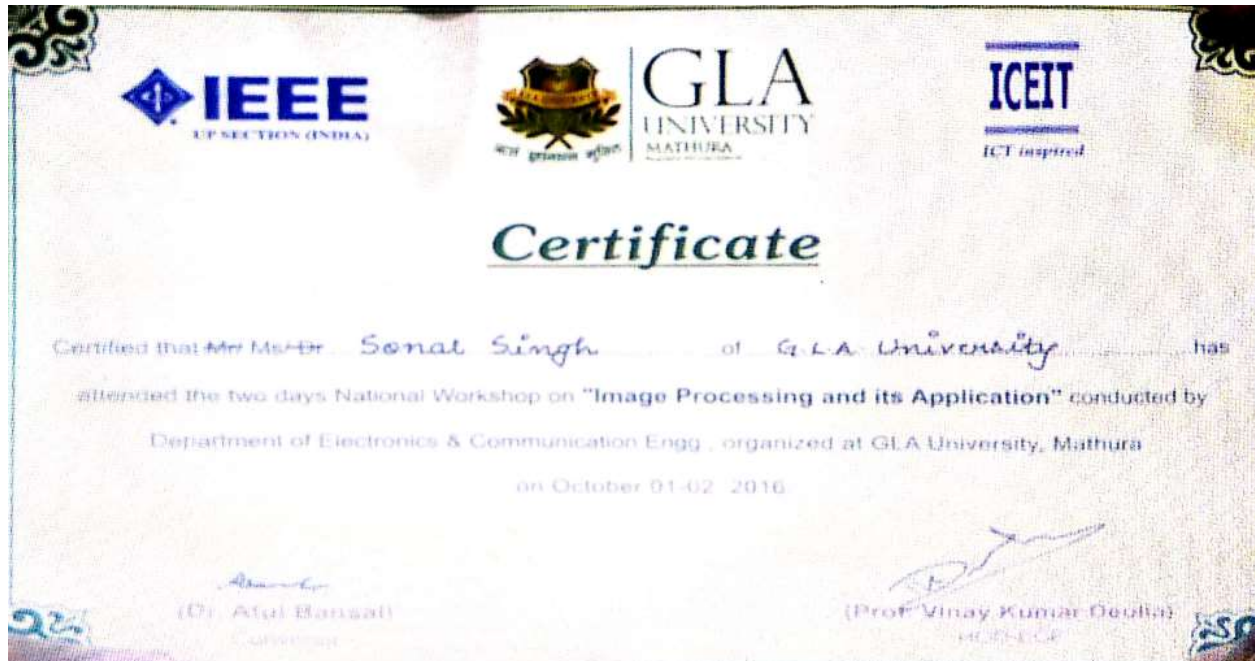 IEEE
UP SECTION (INDIA)
GLA
UNIVERSITY
MATHURA
ICEIT
ICT inspired
Certificate
Certified that Mr/ Ms/ Dr. Sonal Singh of G.L.A. University has
attended the two days National Workshop on "Image Processing and its Application" conducted by
Department of Electronics & Communication Engg., organized at GLA University, Mathura
on October 01-02, 2016
(Dr. Atul Bansal)
Convenor
(Prof. Vinay Kumar Deolia)
HOD-ECE